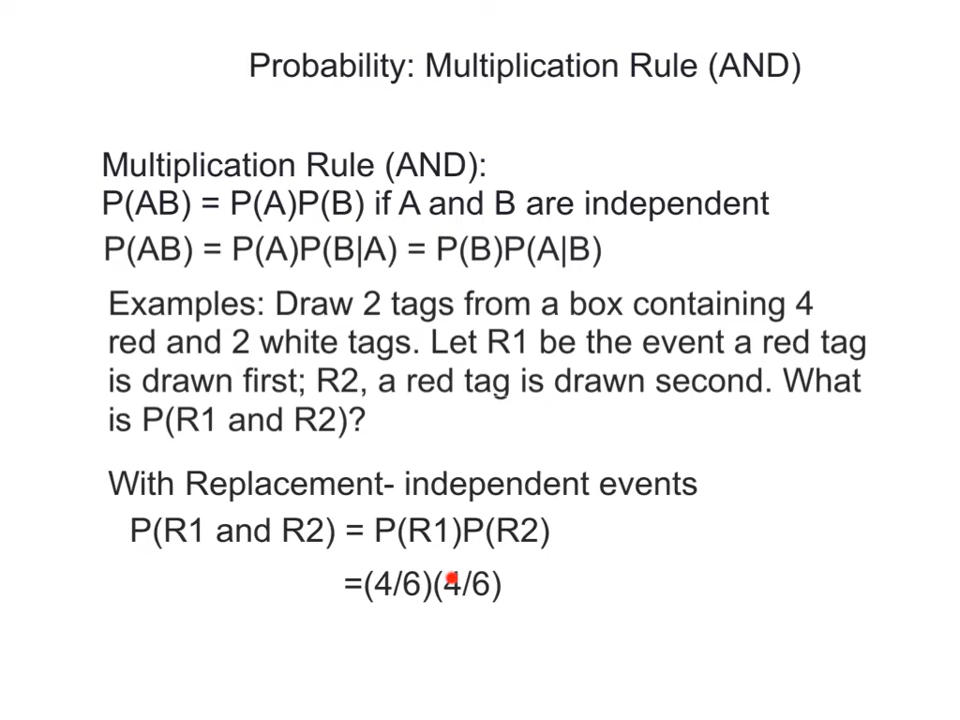 Probability: Multiplication Rule (AND)
Multiplication Rule (AND):
P(AB) = P(A)P(B) if A and B are independent
P(AB) = P(A)P(B|A) = P(B)P(A|B)
Examples: Draw 2 tags from a box containing 4
red and 2 white tags. Let R1 be the event a red tag
is drawn first; R2, a red tag is drawn second. What
is P(R1 and R2)?
With Replacement- independent events
P(R1 and R2) = P(R1)P(R2)
=(4/6)(4/6)